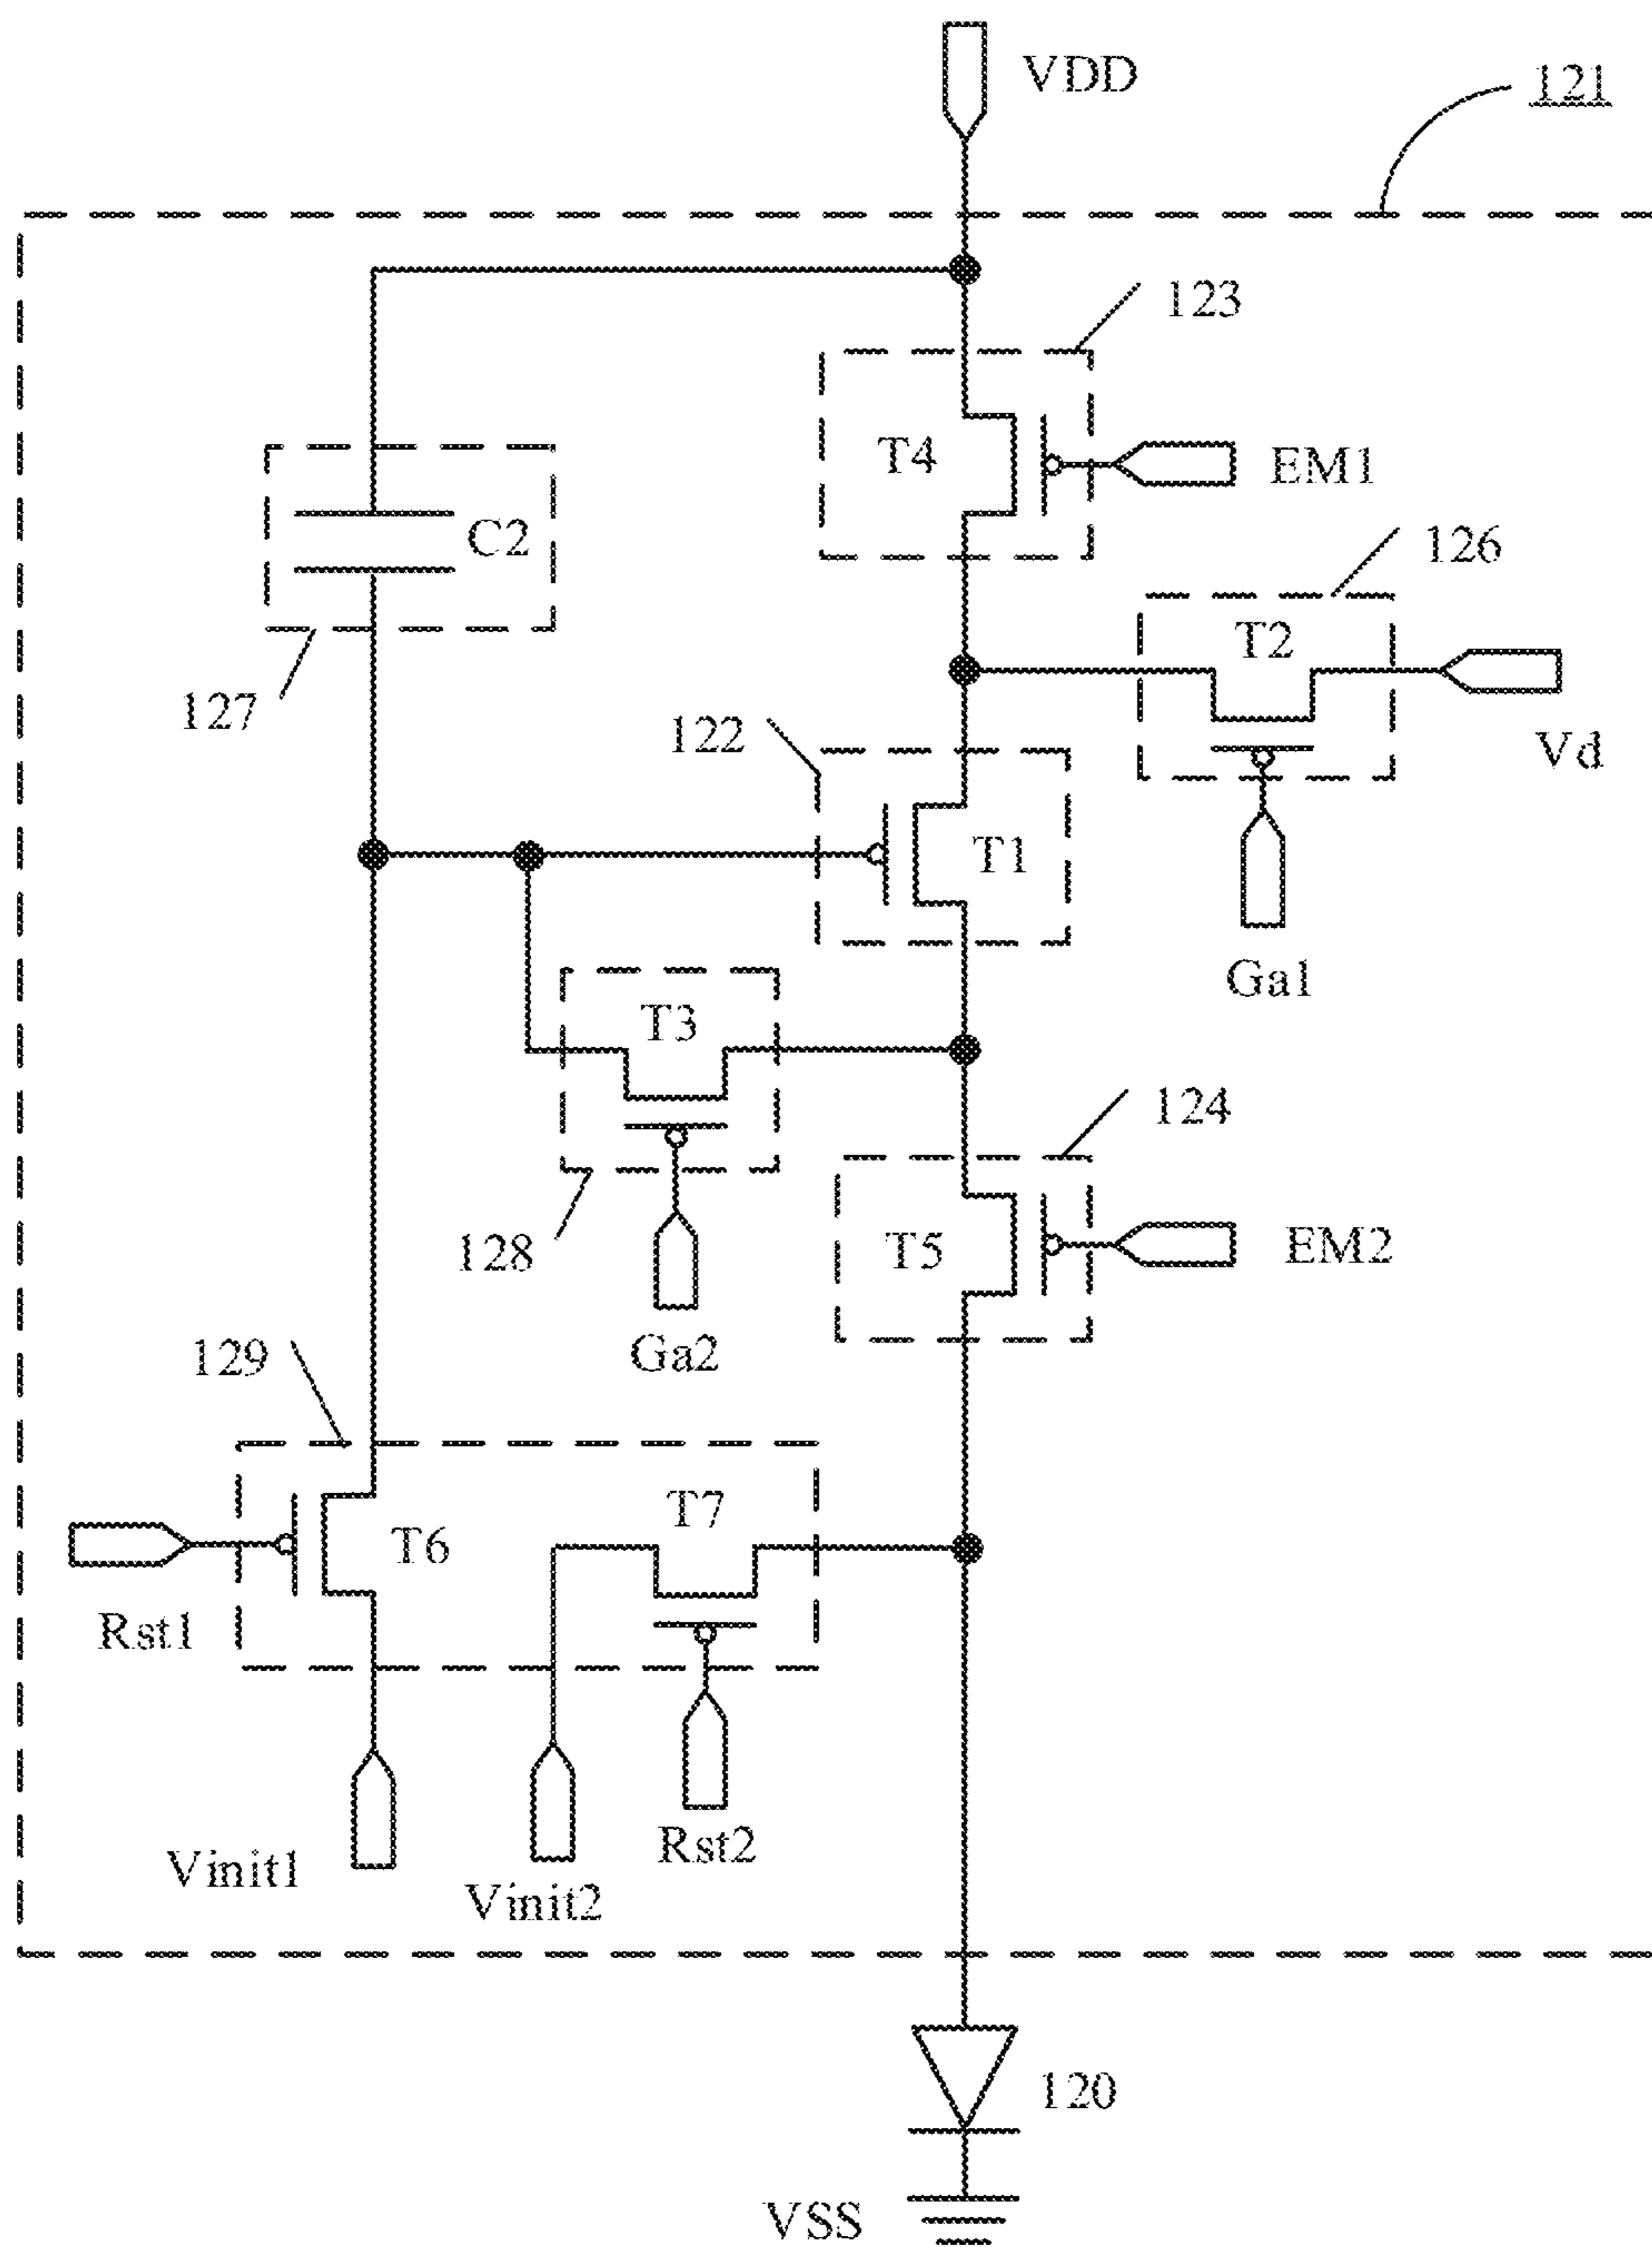 VDD
121
123
T4
EM1
C2
126
T2
127
122
Vd
T1
Ga1
T3
124
128
T5
EM2
Ga2
129
T7
T6
Rst1
Rst2
Vinit1
Vinit2
120
VSS